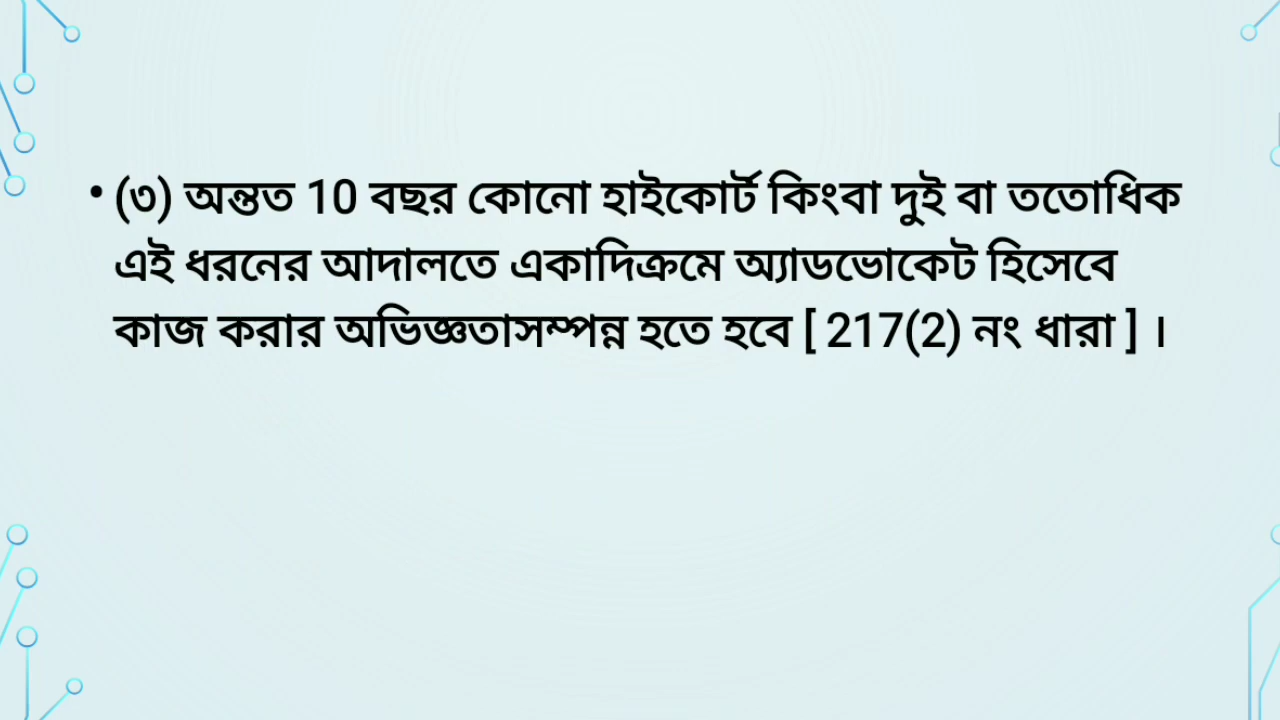 • (৩) অন্তত 10 বছর কোনো হাইকোর্ট কিংবা দুই বা ততোধিক
এই ধরনের আদালতে একাদিক্রমে অ্যাডভোকেট হিসেবে
কাজ করার অভিজ্ঞতাসম্পন্ন হতে হবে [ 217(2) নং ধারা ] ।